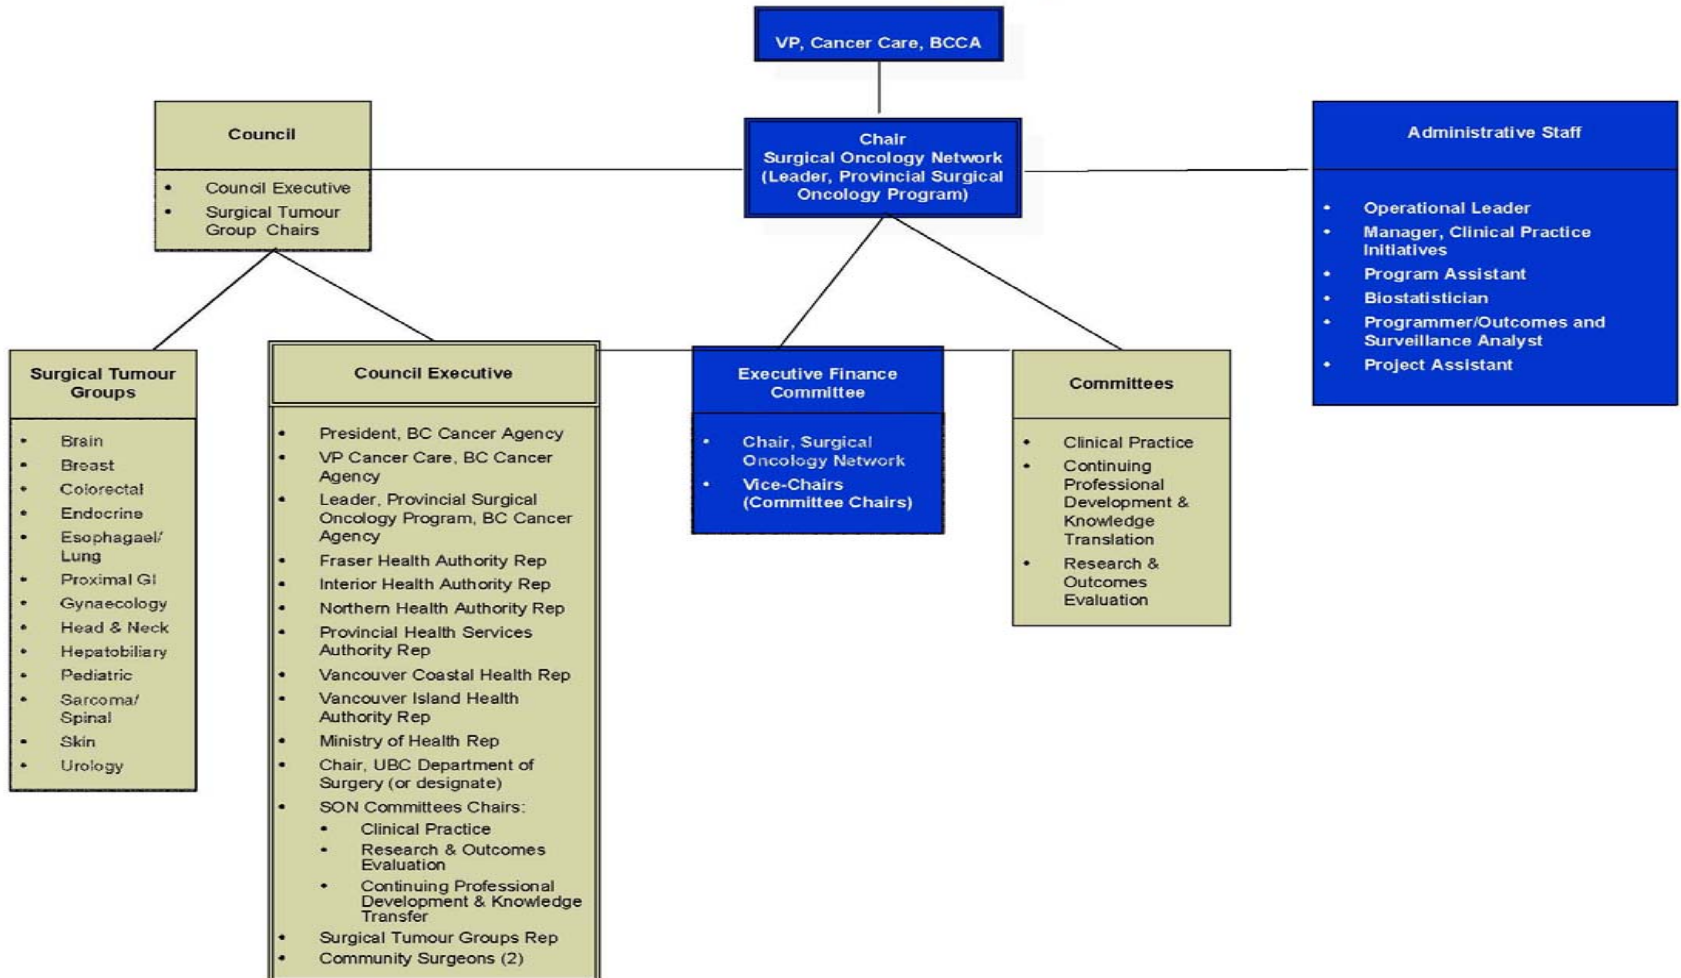 VP, Cancer Care, BCCA
Council
• Council Executive
• Surgical Tumour
Group Chairs
Chair
Surgical Oncology Network
(Leader, Provincial Surgical
Oncology Program)
Administrative Staff
• Operational Leader
• Manager, Clinical Practice
Initiatives
• Program Assistant
• Biostatistician
• Programmer/Outcomes and
Surveillance Analyst
• Project Assistant
Surgical Tumour
Groups
• Brain
• Breast
• Colorectal
• Endocrine
• Esophagael/
Lung
• Proximal GI
• Gynaecology
• Head & Neck
• Hepatobiliary
• Pediatric
• Sarcoma/
Spinal
• Skin
• Urology
Council Executive
• President, BC Cancer Agency
• VP Cancer Care, BC Cancer
Agency
• Leader, Provincial Surgical
Oncology Program, BC Cancer
Agency
• Fraser Health Authority Rep
• Interior Health Authority Rep
• Northern Health Authority Rep
• Provincial Health Services
Authority Rep
• Vancouver Coastal Health Rep
• Vancouver Island Health
Authority Rep
• Ministry of Health Rep
• Chair, UBC Department of
Surgery (or designate)
• SON Committees Chairs:
• Clinical Practice
• Research & Outcomes
Evaluation
• Continuing Professional
Development & Knowledge
Transfer
• Surgical Tumour Groups Rep
• Community Surgeons (2)
Executive Finance
Committee
• Chair, Surgical
Oncology Network
• Vice-Chairs
(Committee Chairs)
Committees
• Clinical Practice
• Continuing
Professional
Development &
Knowledge
Translation
• Research &
Outcomes
Evaluation